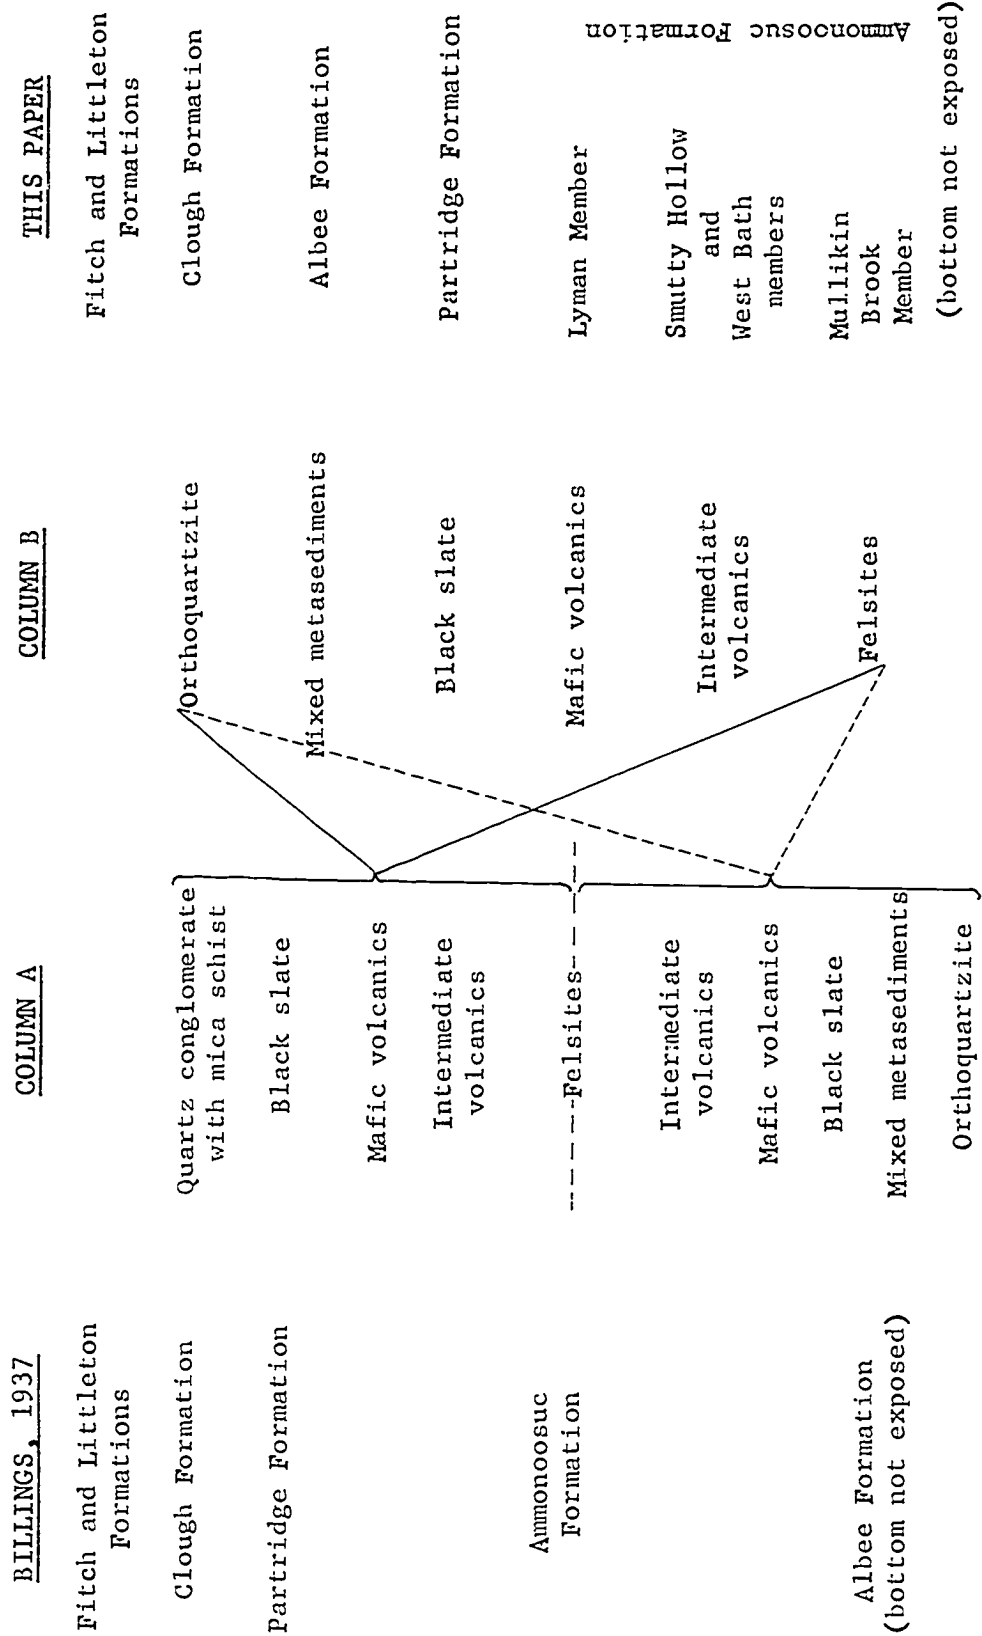 BILLINGS, 1937
Fitch and Littleton
Formations
Clough Formation
Partridge Formation
Ammonoosuc
Formation
Albee Formation
(bottom not exposed)
COLUMN A
Quartz conglomerate
with mica schist
Black slate
Mafic volcanics
Intermediate
volcanics
Felsites
Intermediate
volcanics
Mafic volcanics
Black slate
Mixed metasediments
Orthoquartzite
COLUMN B
Orthoquartzite
Mixed metasediments
Black slate
Mafic volcanics
Intermediate
volcanics
Felsites
THIS PAPER
Fitch and Littleton
Formations
Clough Formation
Albee Formation
Partridge Formation
Lyman Member
Smutty Hollow
and
West Bath
members
Mullikin
Brook
Member
(bottom not exposed)
Ammonoosuc Formation